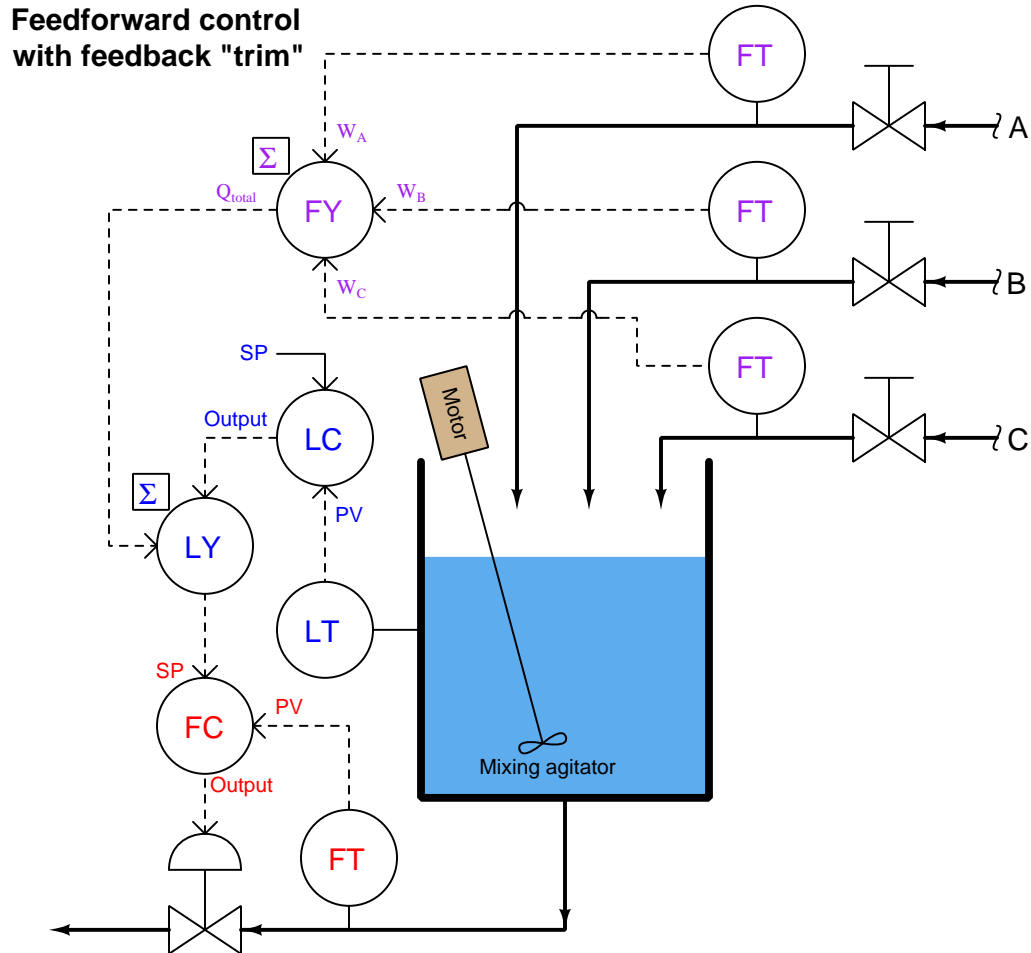 Feedforward control
with feedback "trim"
FT
A
W_A
Σ
Q_total
FY
W_B
FT
B
W_C
SP
FT
Output
LC
Motor
C
Σ
PV
LY
LT
SP
PV
FC
Mixing agitator
Output
FT